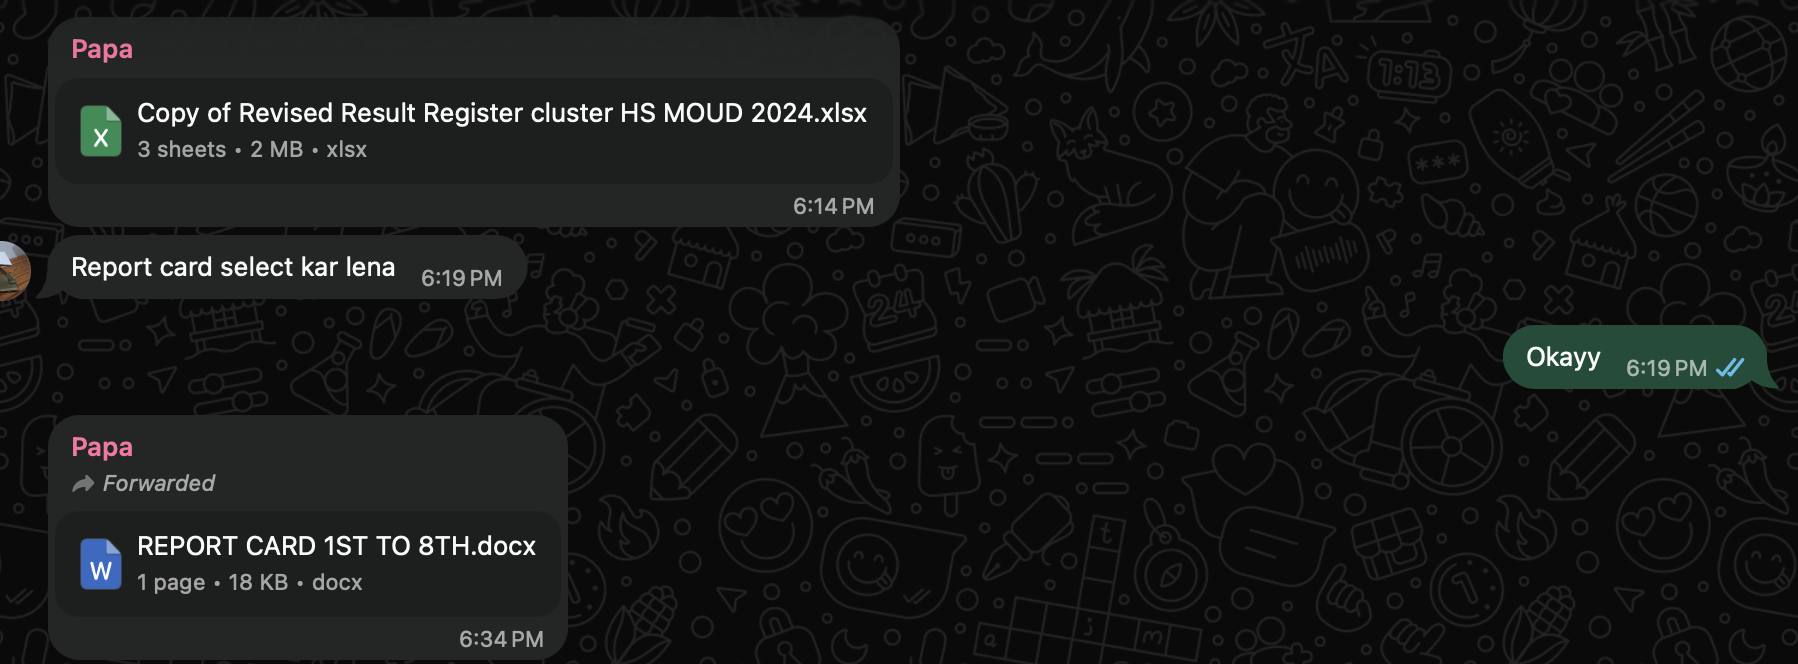 Papa
Copy of Revised Result Register cluster HS MOUD 2024.xlsx
3 sheets • 2 MB • xlsx
6:14 PM
Report card select kar lena 6:19 PM
Okayy 6:19 PM
Papa
Forwarded
REPORT CARD 1ST TO 8TH.docx
1 page • 18 KB • docx
6:34 PM